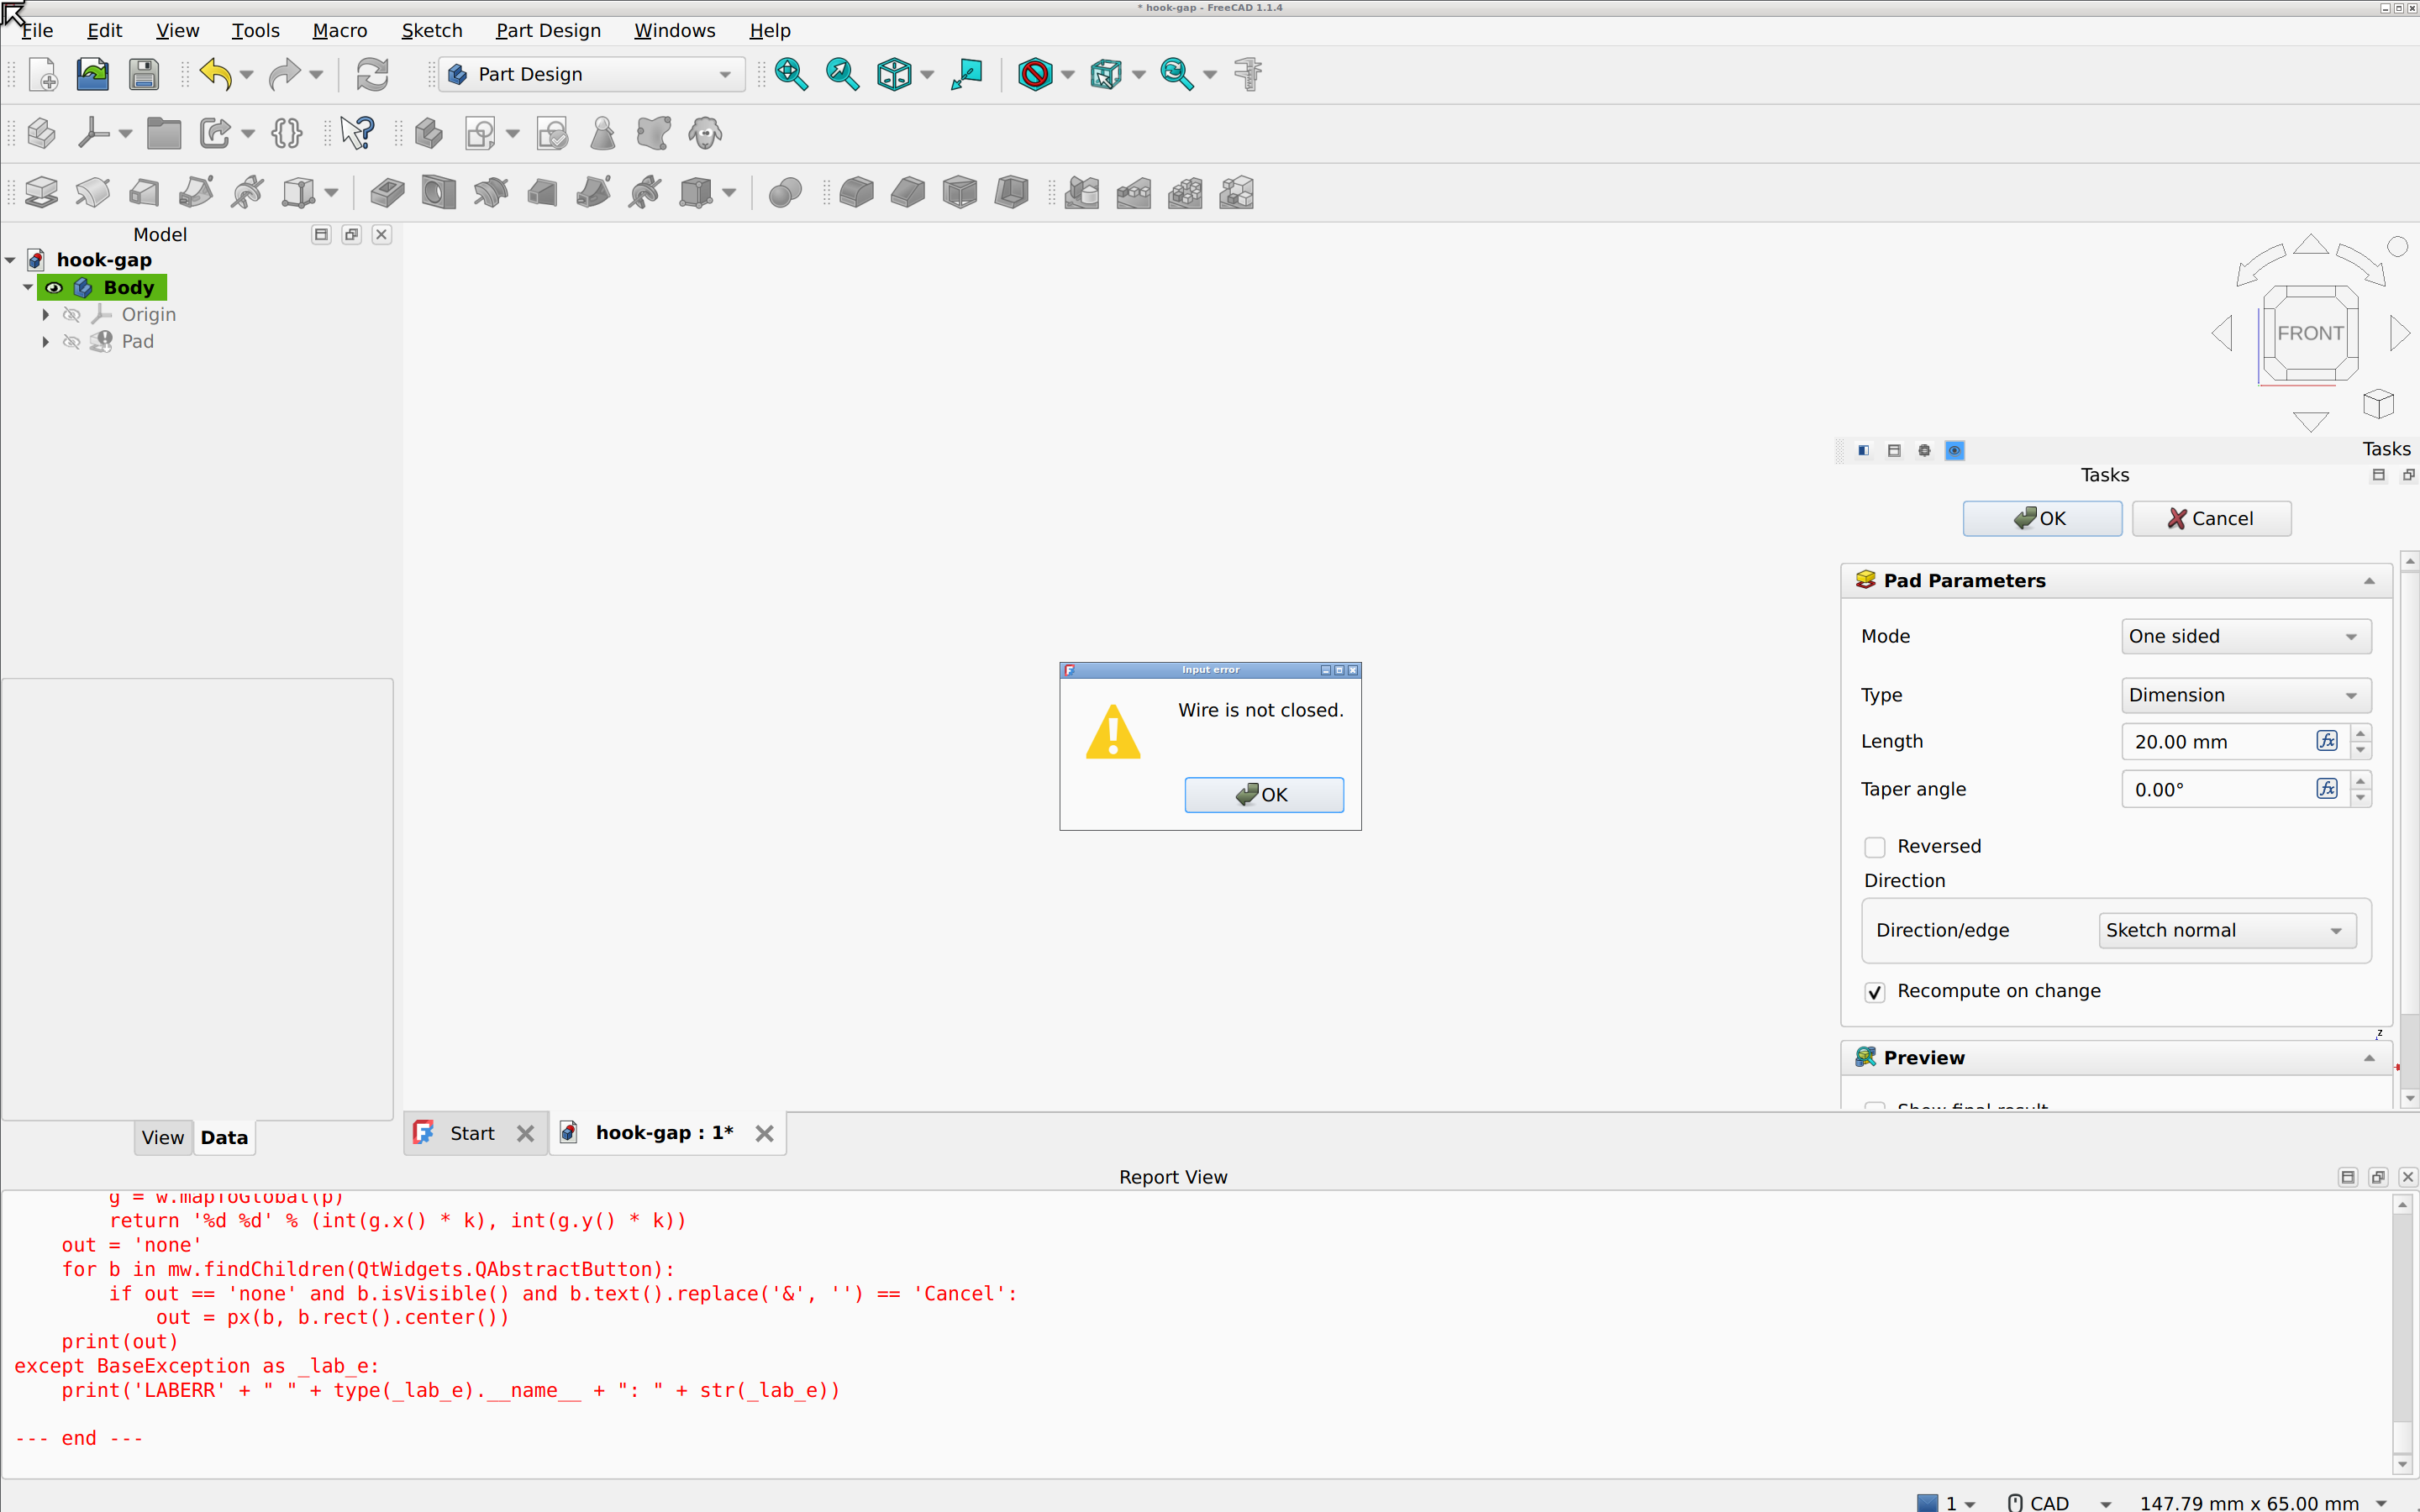 * hook-gap - FreeCAD 1.1.4
File Edit View Tools Macro Sketch Part Design Windows Help
Part Design
Model
hook-gap
Body
Origin
Pad
FRONT
Tasks
Tasks
OK Cancel
Pad Parameters
Mode One sided
Type Dimension
Length 20.00 mm
Taper angle 0.00°
Reversed
Direction
Direction/edge Sketch normal
Recompute on change
z
Preview
Show final result
Input error
Wire is not closed.
OK
View Data
Start hook-gap : 1*
Report View
g = w.mapToGlobal(p)
return '%d %d' % (int(g.x() * k), int(g.y() * k))
out = 'none'
for b in mw.findChildren(QtWidgets.QAbstractButton):
if out == 'none' and b.isVisible() and b.text().replace('&', '') == 'Cancel':
out = px(b, b.rect().center())
print(out)
except BaseException as _lab_e:
print('LABERR' + " " + type(_lab_e).__name__ + ": " + str(_lab_e))
--- end ---
1 CAD 147.79 mm x 65.00 mm